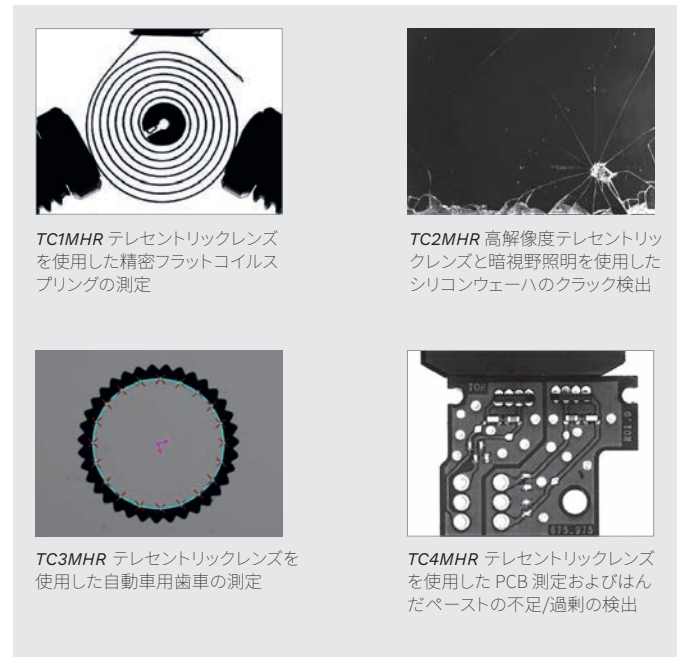 TC1MHR テレセントリックレンズ
を使用した精密フラットコイルス
プリングの測定
TC2MHR 高解像度テレセントリッ
クレンズと暗視野照明を使用した
シリコンウェーハのクラック検出
TOP
R01.0
675.973
TC3MHR テレセントリックレンズを
使用した自動車用歯車の測定
TC4MHR テレセントリックレンズ
を使用した PCB 測定およびはん
だペーストの不足/過剰の検出